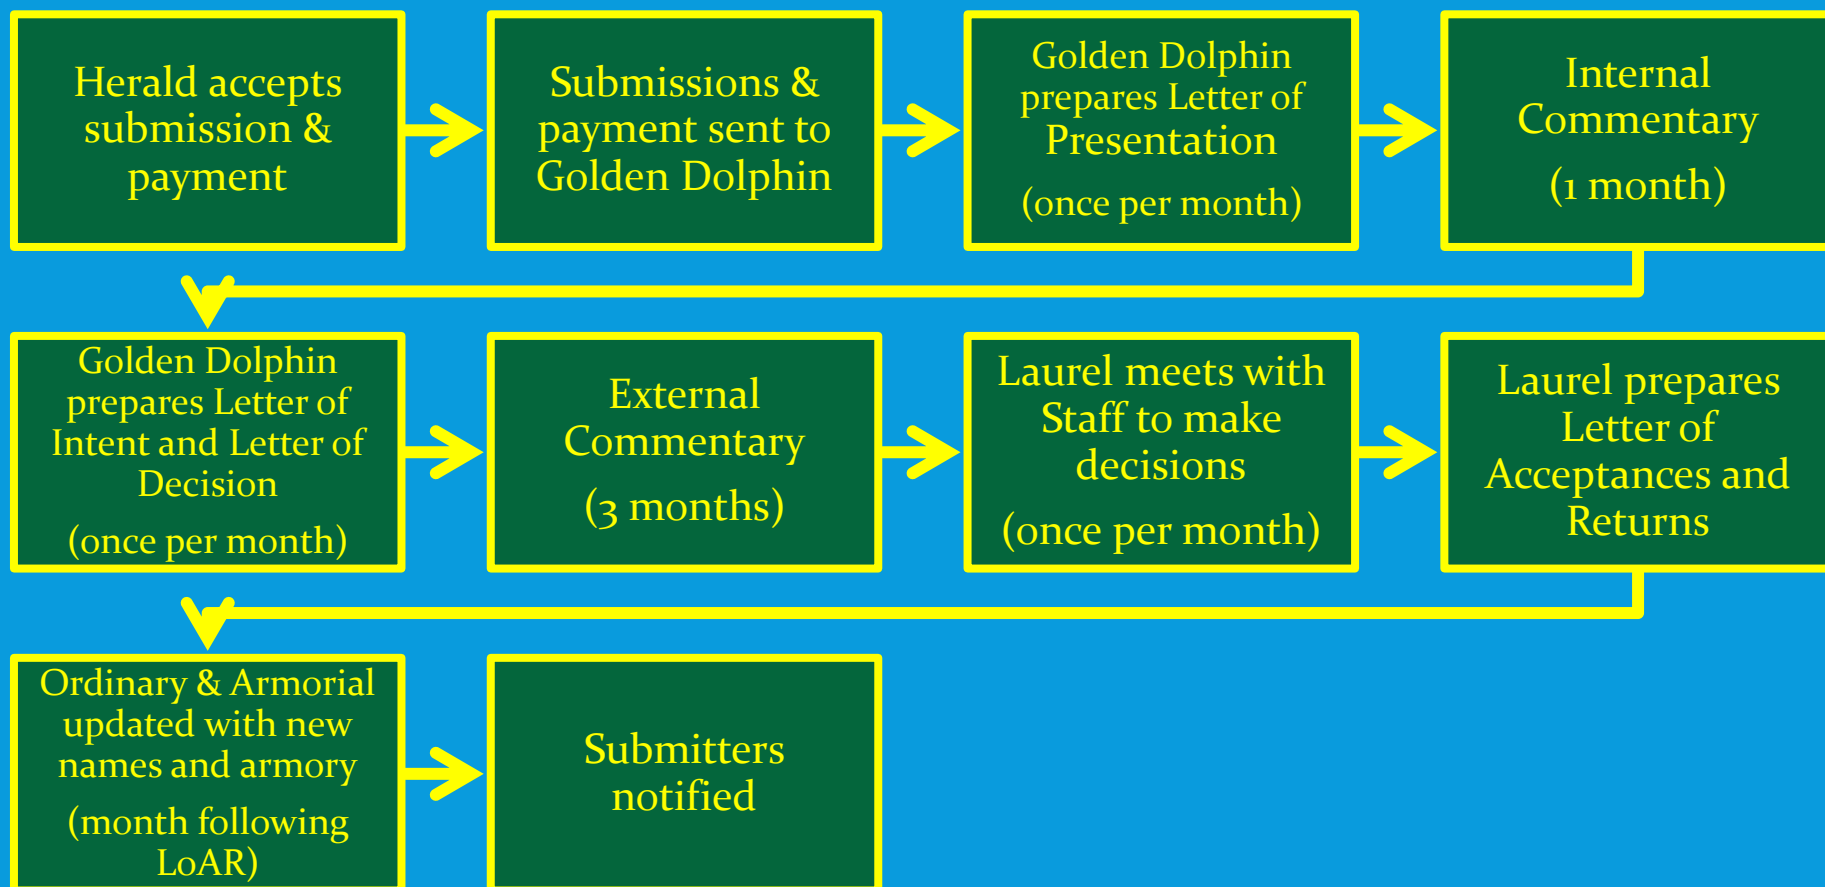 Herald accepts
submission &
payment
Submissions &
payment sent to
Golden Dolphin
Golden Dolphin
prepares Letter of
Presentation
(once per month)
Internal
Commentary
(1 month)
Golden Dolphin
prepares Letter of
Intent and Letter of
Decision
(once per month)
External
Commentary
(3 months)
Laurel meets with
Staff to make
decisions
(once per month)
Laurel prepares
Letter of
Acceptances and
Returns
Ordinary & Armorial
updated with new
names and armory
(month following
LoAR)
Submitters
notified